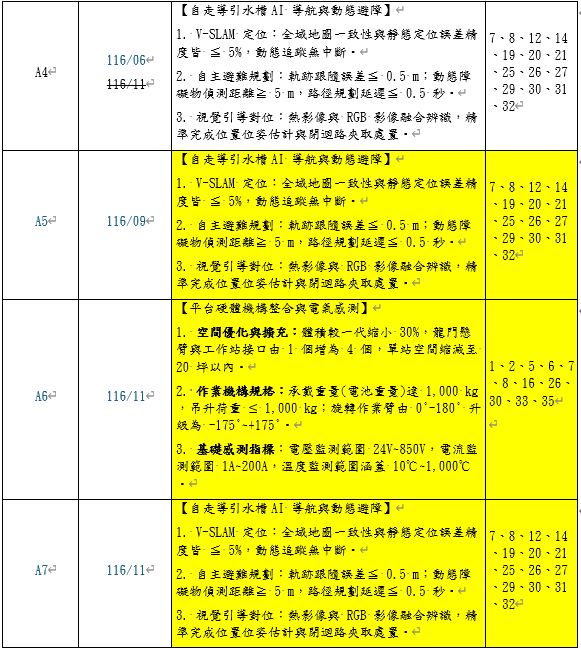 【自走導引水槽 AI 導航與動態避障】
1. V-SLAM 定位：全域地圖一致性與靜態定位誤差精
度皆 ≦ 5%，動態追蹤無中斷。
A4
116/06
116/11
2. 自主避難規劃：軌跡跟隨誤差≦ 0.5 m；動態障
礙物偵測距離≧ 5 m，路徑規劃延遲≦ 0.5 秒。
3. 視覺引導對位：熱影像與 RGB 影像融合辨識，精
準完成位置位姿估計與閉迴路夾取處置。
7、8、12、14
、19、20、21
、25、26、27
、29、30、31
、32
【自走導引水槽 AI 導航與動態避障】
1. V-SLAM 定位：全域地圖一致性與靜態定位誤差精
度皆 ≦ 5%，動態追蹤無中斷。
A5
116/09
2. 自主避難規劃：軌跡跟隨誤差≦ 0.5 m；動態障
礙物偵測距離≧ 5 m，路徑規劃延遲≦ 0.5 秒。
3. 視覺引導對位：熱影像與 RGB 影像融合辨識，精
準完成位置位姿估計與閉迴路夾取處置。
7、8、12、14
、19、20、21
、25、26、27
、29、30、31
、32
【平台硬體機構整合與電氣感測】
1. 空間優化與擴充：體積較一代縮小 30%，龍門懸
臂與工作站接口由 1 個增為 4 個，單站空間縮減至
20 坪以內。
A6
116/11
2. 作業機構規格：承載重量(電池重量)達 1,000 kg
，吊升荷重 ≦ 1,000 kg；旋轉作業臂由 0°-180° 升
級為 -175°~+175°。
3. 基礎感測指標：電壓監測範圍 24V~850V，電流監
測範圍 1A~200A，溫度監測範圍涵蓋 10℃~1,000℃
。
1、2、5、6、7
、8、16、26、
30、33、35
【自走導引水槽 AI 導航與動態避障】
1. V-SLAM 定位：全域地圖一致性與靜態定位誤差精
度皆 ≦ 5%，動態追蹤無中斷。
A7
116/11
2. 自主避難規劃：軌跡跟隨誤差≦ 0.5 m；動態障
礙物偵測距離≧ 5 m，路徑規劃延遲≦ 0.5 秒。
3. 視覺引導對位：熱影像與 RGB 影像融合辨識，精
準完成位置位姿估計與閉迴路夾取處置。
7、8、12、14
、19、20、21
、25、26、27
、29、30、31
、32